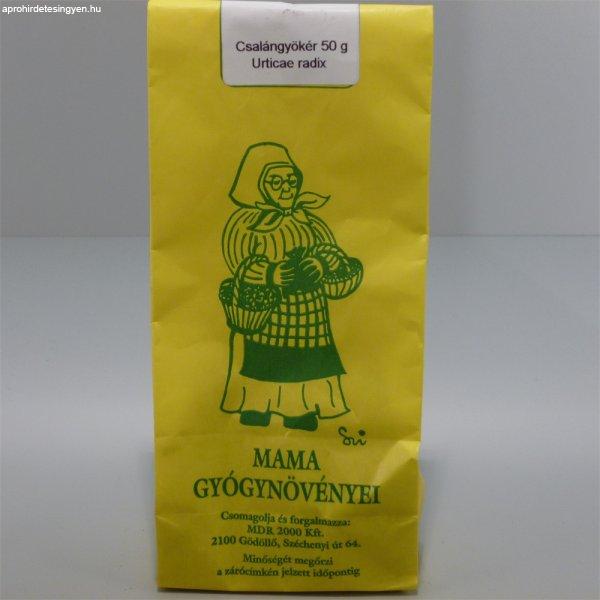 aprohirdetesingyen.hu
Csalángyökér 50 g
Urticae radix
MAMA
GYÓGYNÖVÉNYEI
Csomagolja és forgalmazza:
MDR 2000 Kft.
2100 Gödöllő, Széchenyi út 64.
Minőségét megőrzi
a zárócímkén jelzett időpontig